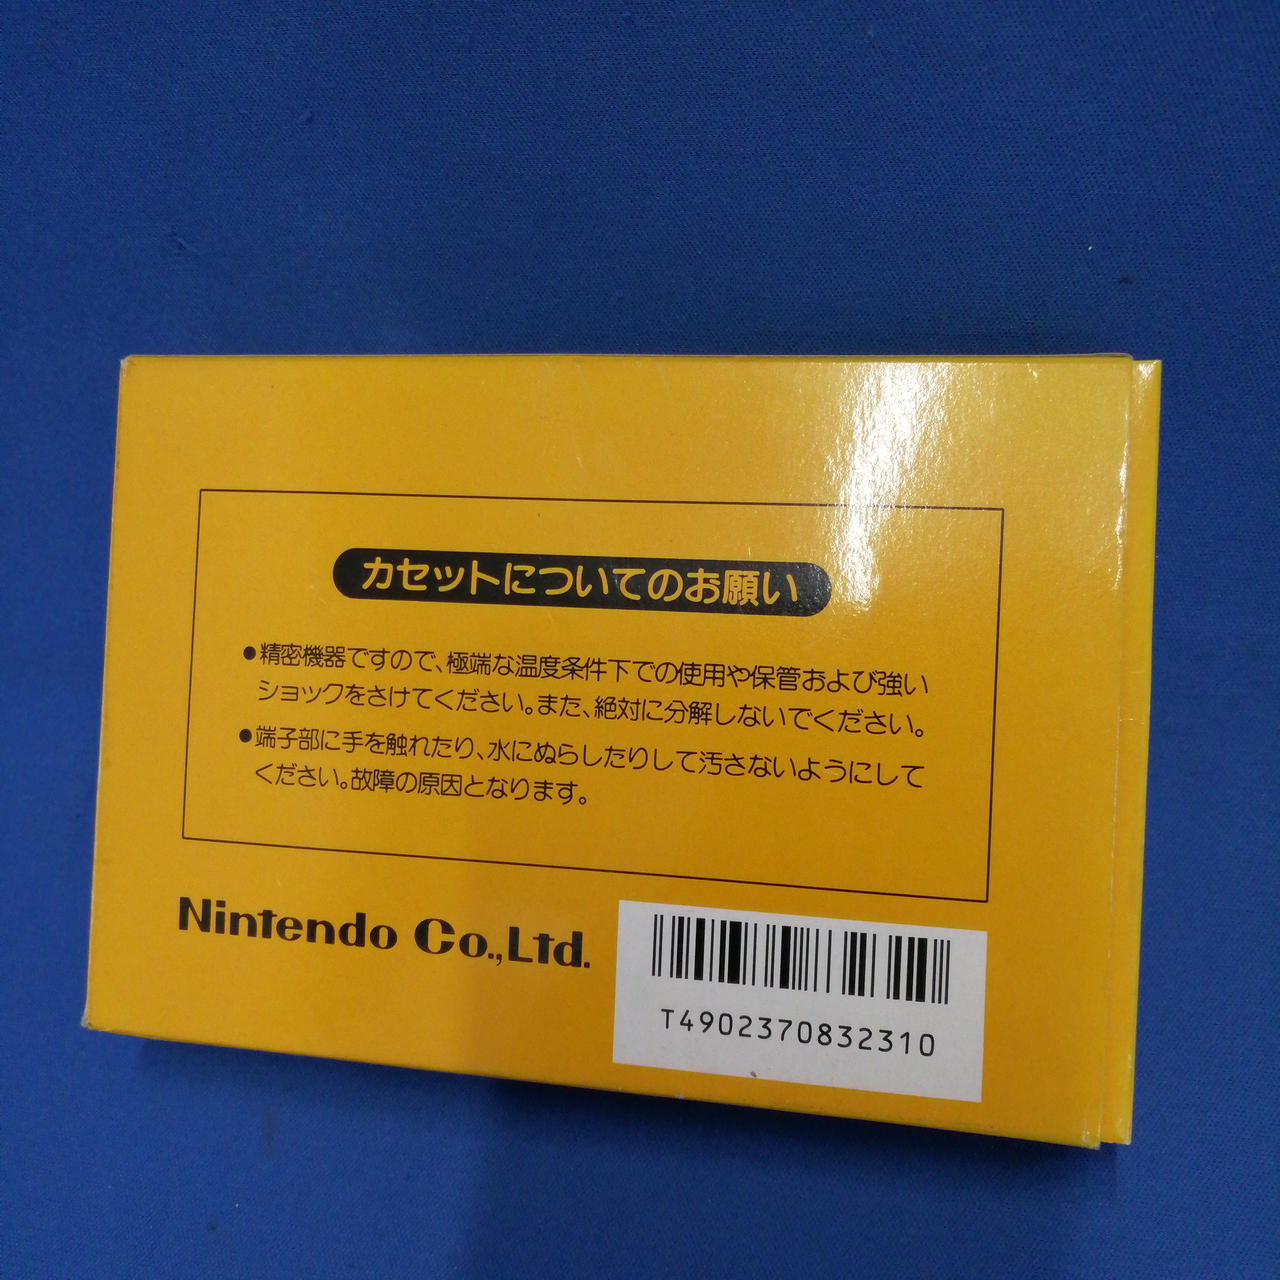 カセットについてのお願い
●精密機器ですので、極端な温度条件下での使用や保管および強い
ショックをさけてください。また、絶対に分解しないでください。
●端子部に手を触れたり、水にぬらしたりして汚さないようにして
ください。故障の原因となります。
Nintendo Co.,Ltd.
T4902370832310